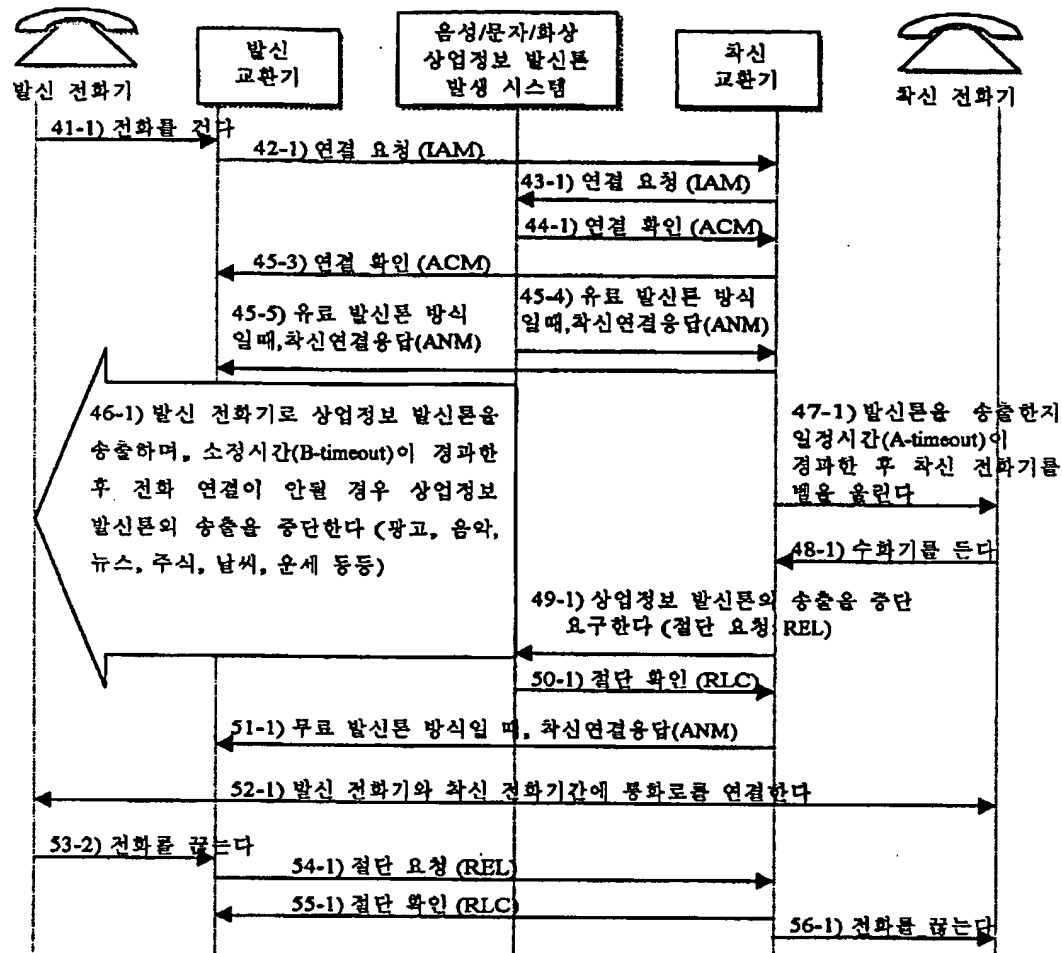 발신 전화기
발신
교환기
음성/문자/화상
상업정보 발신톤
발생 시스템
착신
교환기
착신 전화기
41-1) 전화를 건다
42-1) 연결 요청 (IAM)
43-1) 연결 요청 (IAM)
44-1) 연결 확인 (ACM)
45-3) 연결 확인 (ACM)
45-4) 유료 발신톤 방식
일때,착신연결응답(ANM)
45-5) 유료 발신톤 방식
일때,착신연결응답(ANM)
46-1) 발신 전화기로 상업정보 발신톤을
송출하며, 소정시간(B-timeout)이 경과한
후 전화 연결이 안될 경우 상업정보
발신톤의 송출을 중단한다 (광고, 음악,
뉴스, 주식, 날씨, 운세 등등)
47-1) 발신톤을 송출한지
일정시간(A-timeout)이
경과한 후 착신 전화기를
벨을 울린다
48-1) 수화기를 든다
49-1) 상업정보 발신톤의 송출을 중단
요구한다 (절단 요청: REL)
50-1) 절단 확인 (RLC)
51-1) 무료 발신톤 방식일 때, 착신연결응답(ANM)
52-1) 발신 전화기와 착신 전화기간에 통화로를 연결한다
53-2) 전화를 끊는다
54-1) 절단 요청 (REL)
55-1) 절단 확인 (RLC)
56-1) 전화를 끊는다